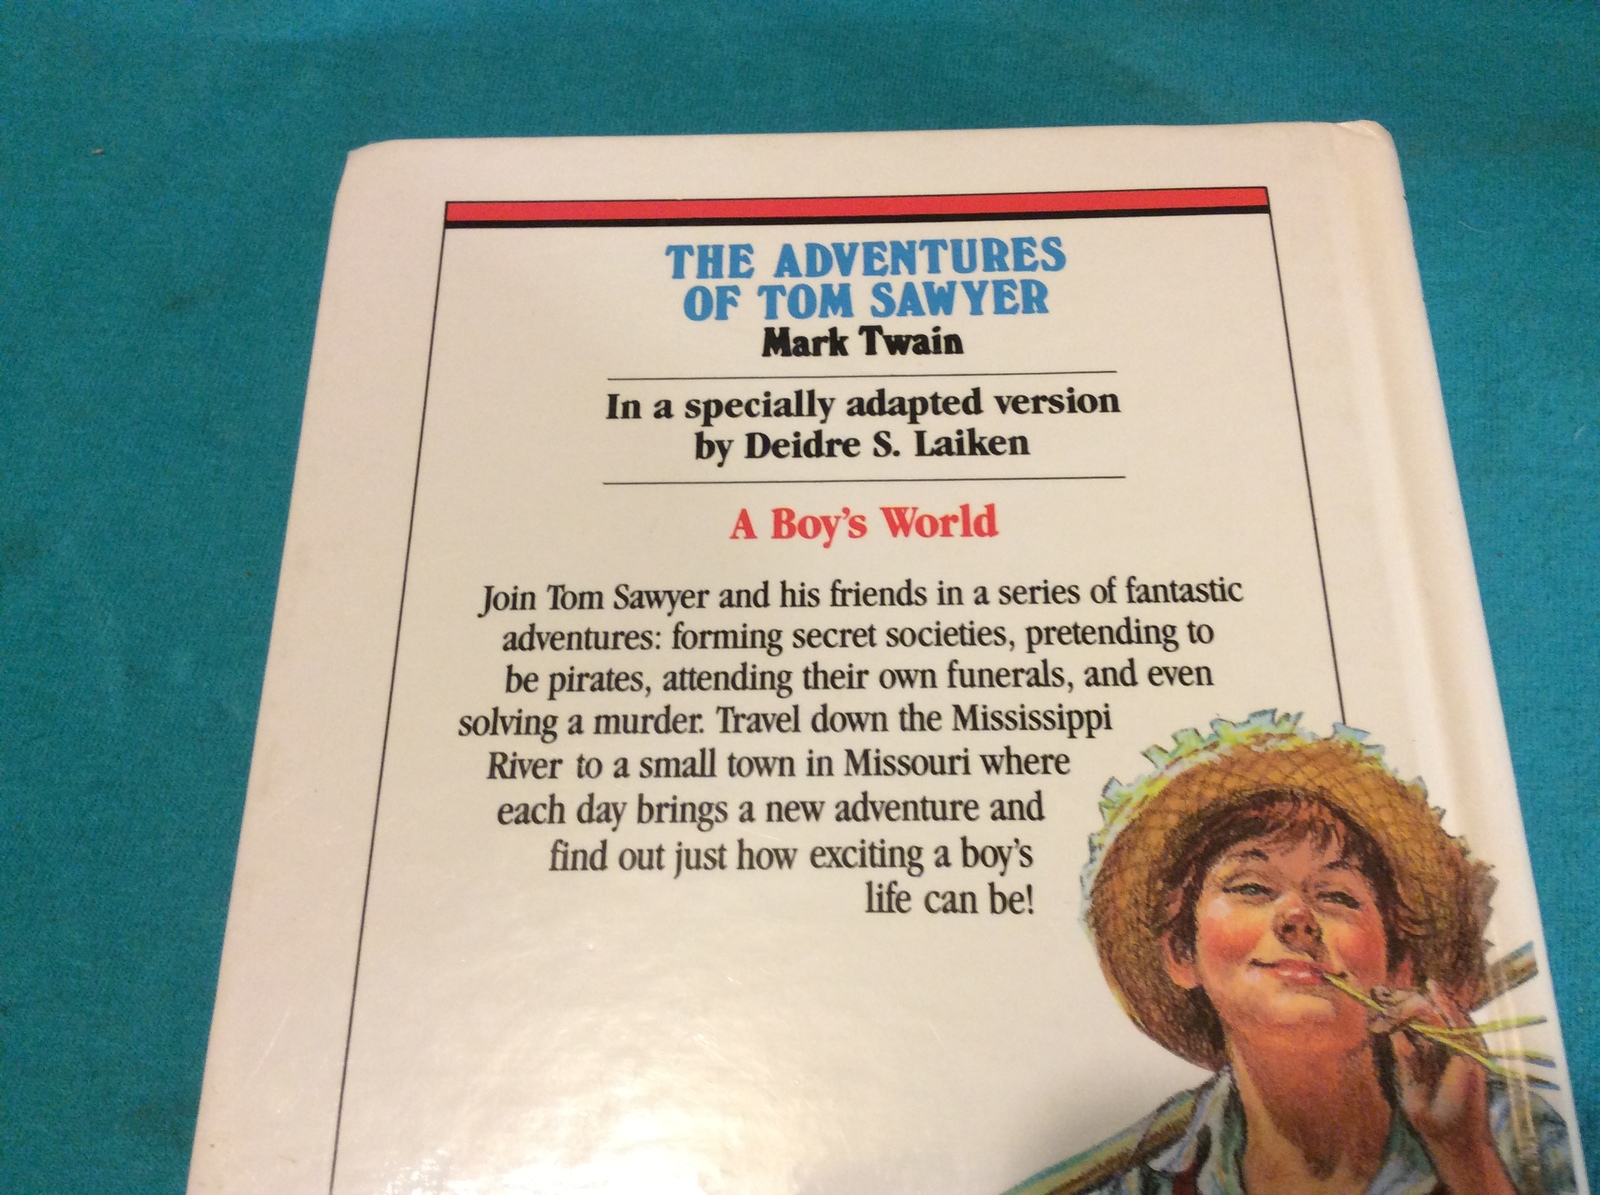 THE ADVENTURES
OF TOM SAWYER
Mark Twain
In a specially adapted version
by Deidre S. Laiken
A Boy's World
Join Tom Sawyer and his friends in a series of fantastic
adventures: forming secret societies, pretending to
be pirates, attending their own funerals, and even
solving a murder. Travel down the Mississippi
River to a small town in Missouri where
each day brings a new adventure and
find out just how exciting a boy's
life can be!